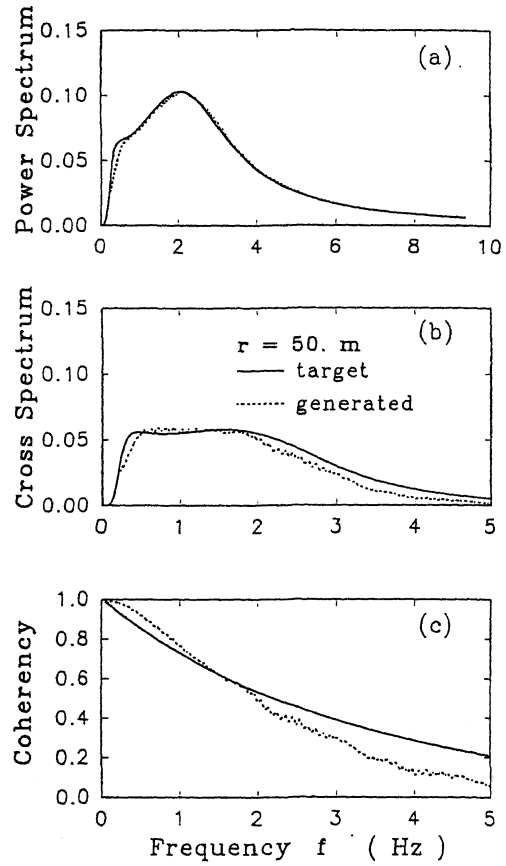 Power Spectrum
0.15
0.10
0.05
0.00
(a)
0 2 4 6 8 10
Cross Spectrum
0.15
0.10
0.05
0.00
(b)
r = 50. m
target
generated
0 1 2 3 4 5
Coherency
1.0
0.8
0.6
0.4
0.2
0.0
(c)
0 1 2 3 4 5
Frequency f ( Hz )